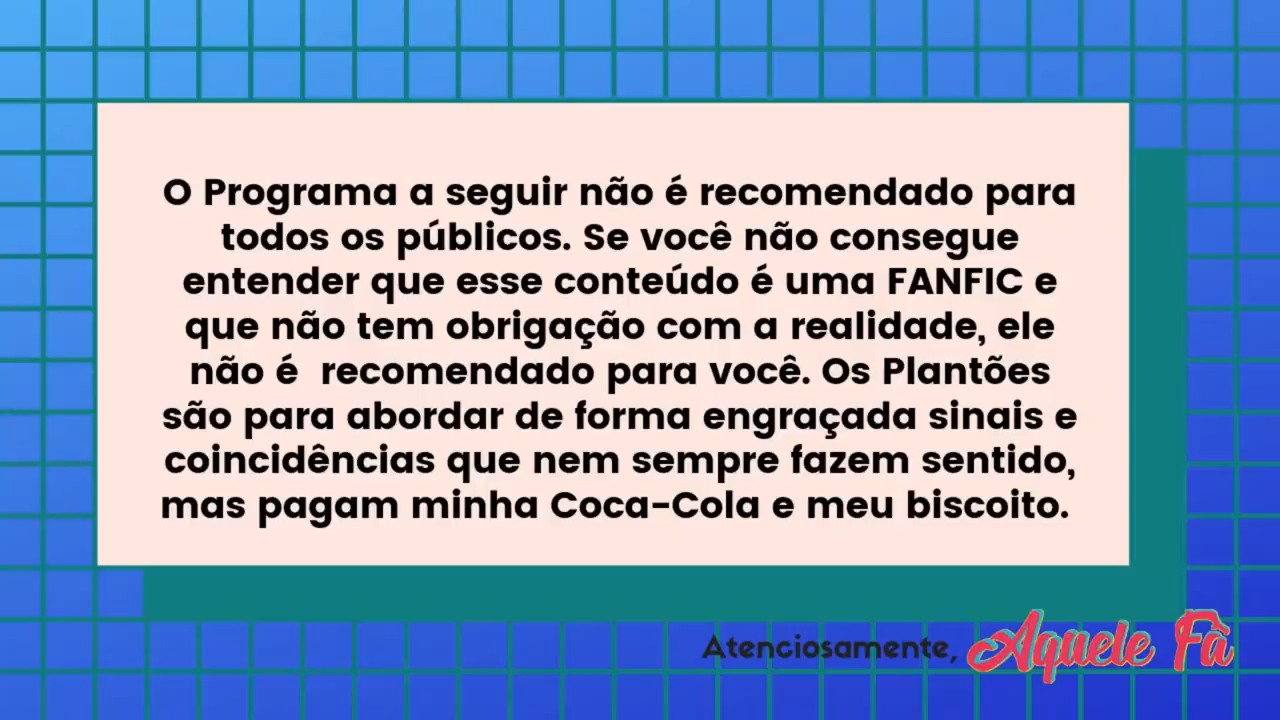 O Programa a seguir não é recomendado para
todos os públicos. Se você não consegue
entender que esse conteúdo é uma FANFIC e
que não tem obrigação com a realidade, ele
não é recomendado para você. Os Plantões
são para abordar de forma engraçada sinais e
coincidências que nem sempre fazem sentido,
mas pagam minha Coca-Cola e meu biscoito.
Atenciosamente, Aquele Fã